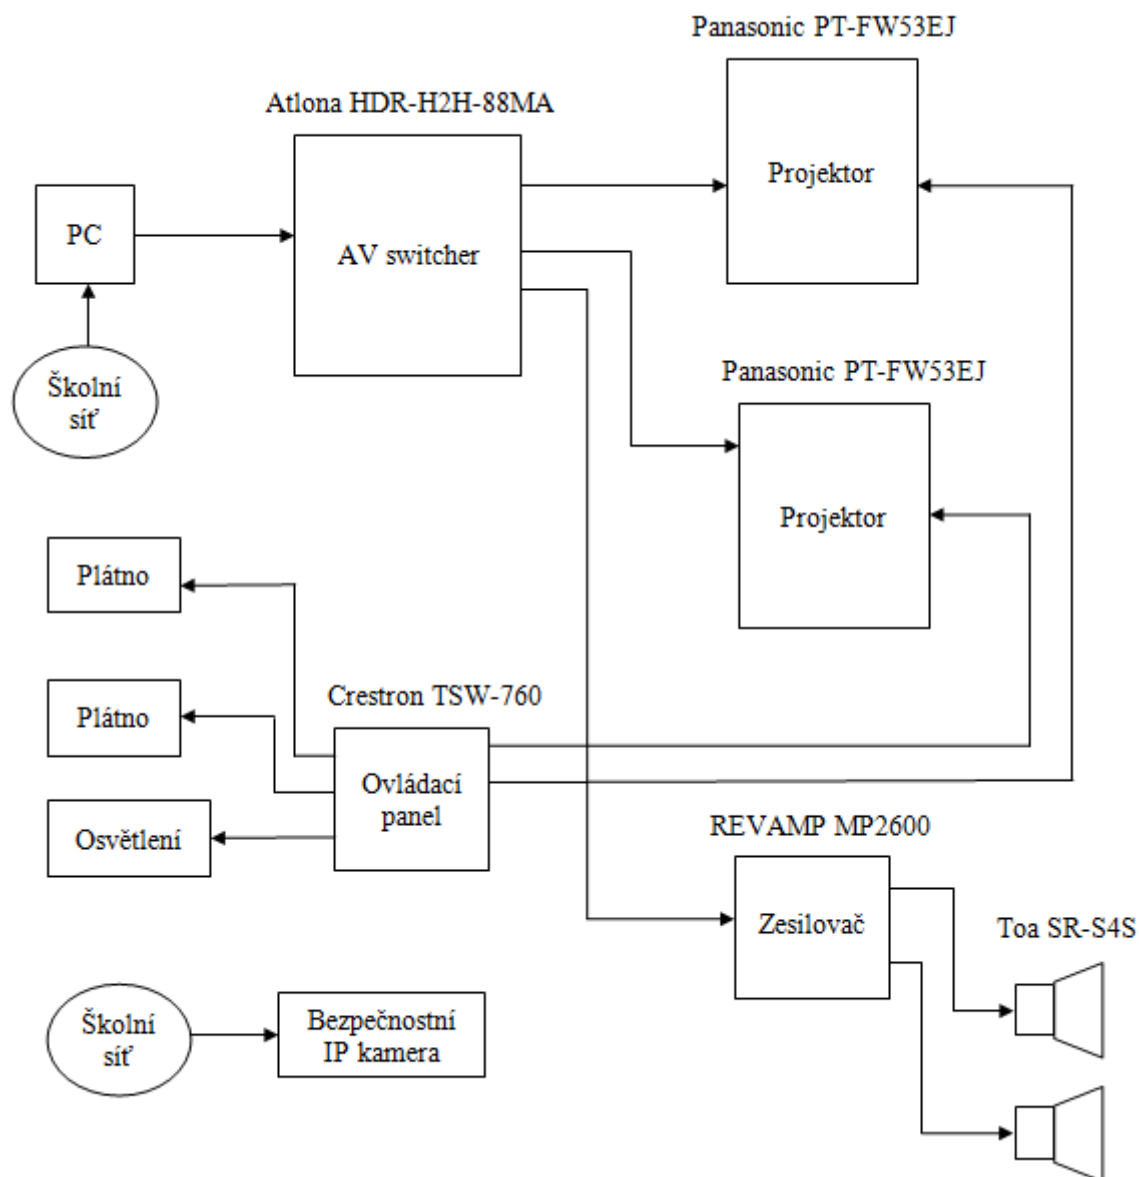 Panasonic PT-FW53EJ
Atlona HDR-H2H-88MA
Projektor
PC
AV switcher
Školní
síť
Panasonic PT-FW53EJ
Projektor
Plátno
Plátno
Crestron TSW-760
Ovládací
panel
Osvětlení
REVAMP MP2600
Zesilovač
Toa SR-S4S
Školní
síť
Bezpečnostní
IP kamera